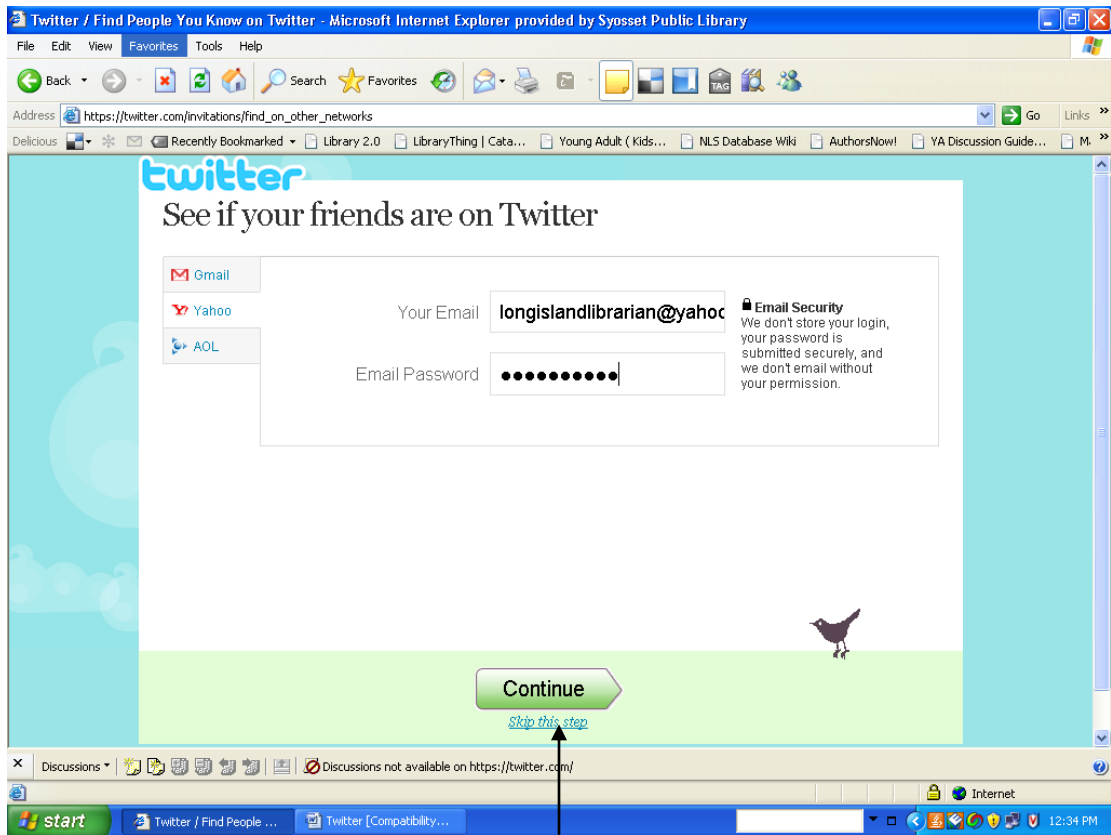 Twitter / Find People You Know on Twitter - Microsoft Internet Explorer provided by Syosset Public Library
File Edit View Favorites Tools Help
Back Search Favorites TAG
Address https://twitter.com/invitations/find_on_other_networks Go Links »
Delicious Recently Bookmarked Library 2.0 LibraryThing | Cata... Young Adult ( Kids... NLS Database Wiki AuthorsNow! YA Discussion Guide... M. »
twitter
See if your friends are on Twitter
Gmail
Yahoo
AOL
Your Email longislandlibrarian@yahoo
Email Password ●●●●●●●●●●
Email Security
We don't store your login,
your password is
submitted securely, and
we don't email without
your permission.
Continue
Skip this step
× Discussions Discussions not available on https://twitter.com/
Internet
start Twitter / Find People ... Twitter [Compatibility... 12:34 PM